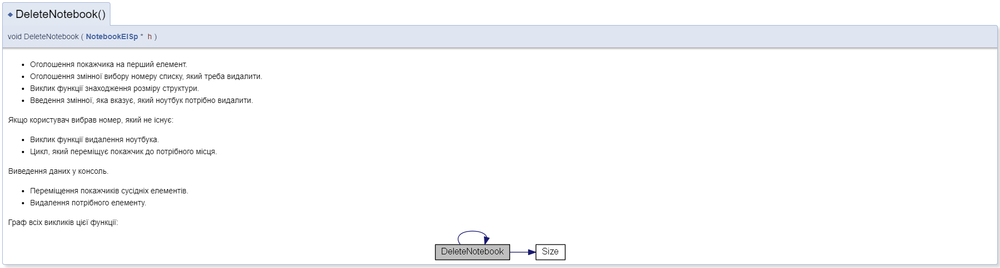 DeleteNotebook()
void DeleteNotebook ( NotebookElSp * h )
Оголошення покажчика на перший елемент.
Оголошення змінної вибору номеру списку, який треба видалити.
Виклик функції знаходження розміру структури.
Введення змінної, яка вказує, який ноутбук потрібно видалити.
Якщо користувач вибрав номер, який не існує:
Виклик функції видалення ноутбука.
Цикл, який переміщує покажчик до потрібного місця.
Виведення даних у консоль.
Переміщення покажчиків сусідніх елементів.
Видалення потрібного елементу.
Граф всіх викликів цієї функції:
DeleteNotebook Size